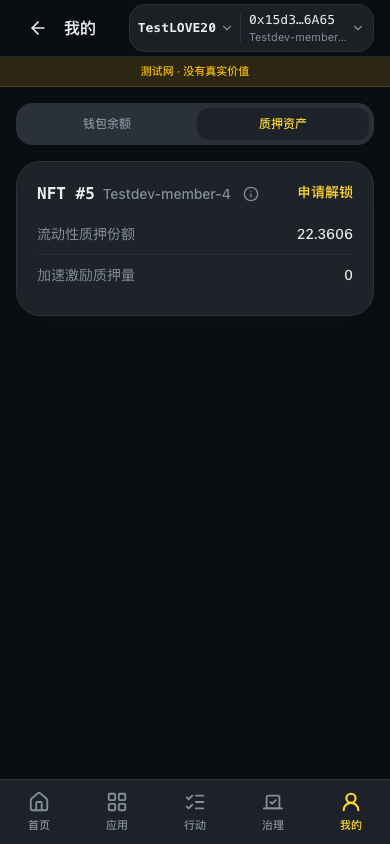 我的
TestLOVE20
0x15d3…6A65
Testdev-member…
测试网 · 没有真实价值
钱包余额
质押资产
NFT #5 Testdev-member-4
申请解锁
流动性质押份额 22.3606
加速激励质押量 0
首页
应用
行动
治理
我的